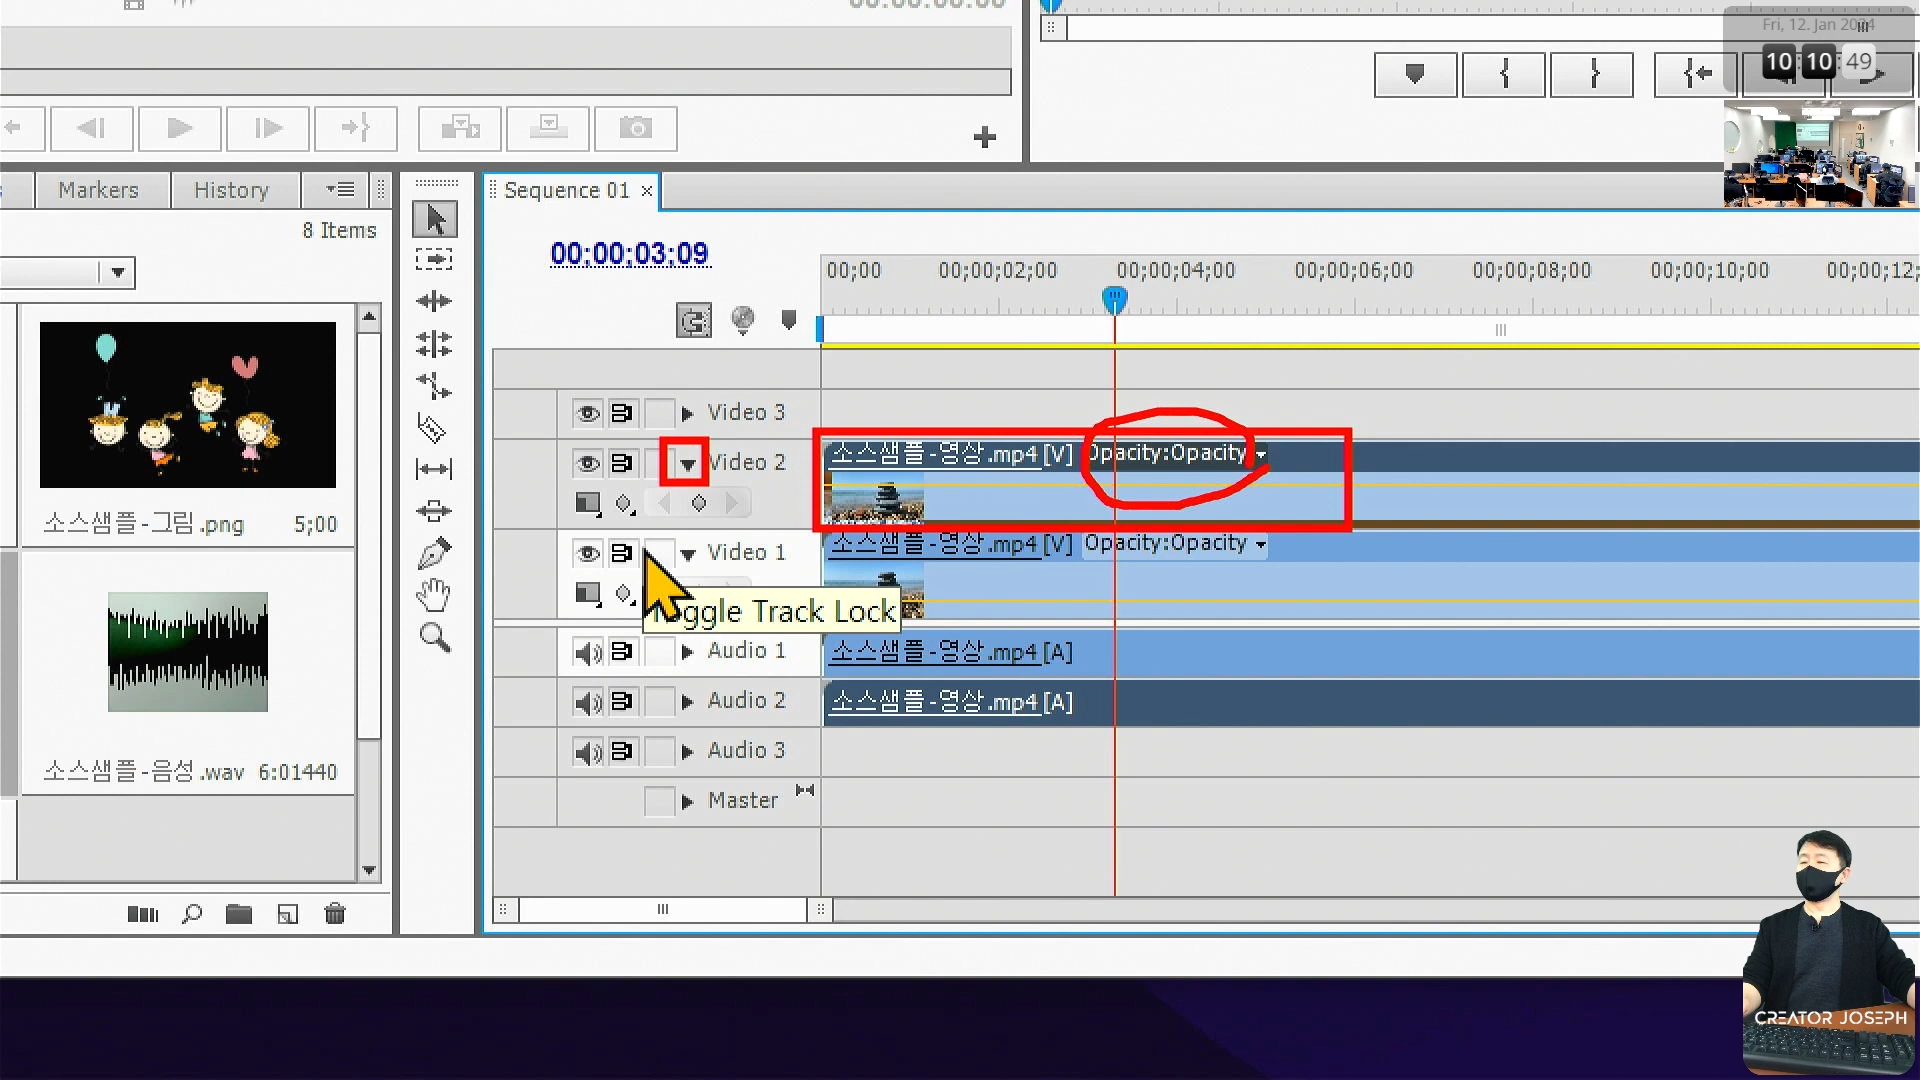 00:00:00:00
Fri, 12. Jan 2024
10 10 49
Markers
History
Sequence 01
8 Items
00;00;03;09
00;00
00;00;02;00
00;00;04;00
00;00;06;00
00;00;08;00
00;00;10;00
00;00;12;
Video 3
Video 2
소스샘플-영상.mp4 [V] Opacity:Opacity
소스샘플-그림.png 5;00
Video 1
소스샘플-영상.mp4 [V] Opacity:Opacity
Toggle Track Lock
Audio 1
소스샘플-영상.mp4 [A]
Audio 2
소스샘플-영상.mp4 [A]
Audio 3
소스샘플-음성.wav 6:01440
Master
CREATOR JOSEPH